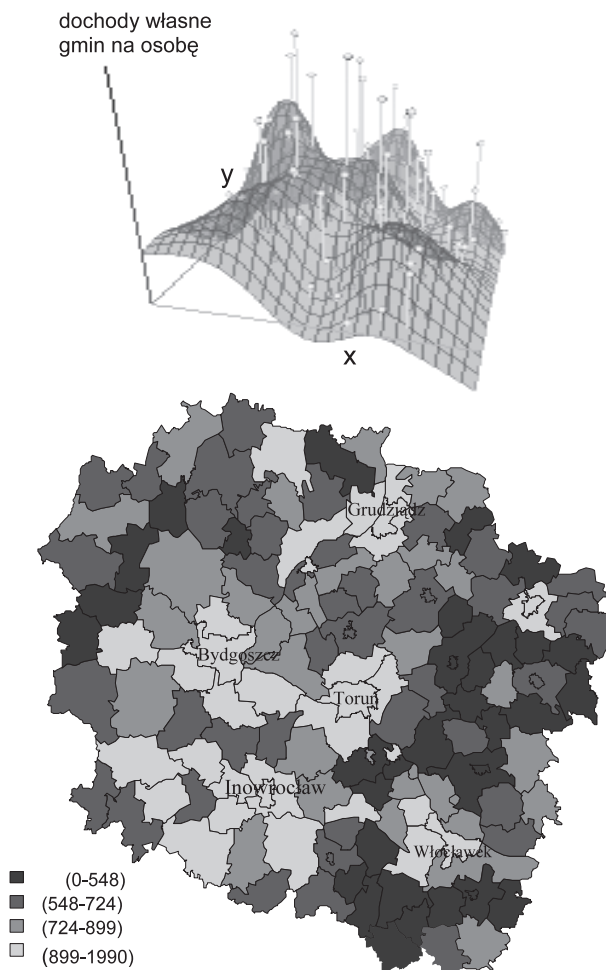 dochody własne
gmin na osobę
y
x
Grudziądz
Bydgoszcz
Toruń
Inowrocław
Włocławek
(0-548)
(548-724)
(724-899)
(899-1990)